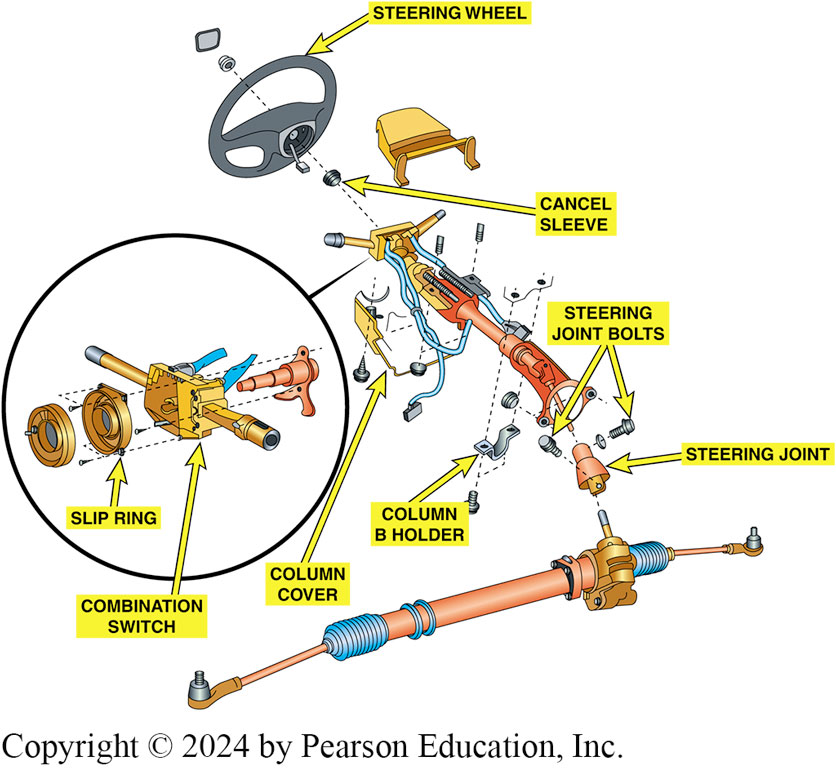 STEERING WHEEL
CANCEL
SLEEVE
STEERING
JOINT BOLTS
STEERING JOINT
COLUMN
B HOLDER
SLIP RING
COLUMN
COVER
COMBINATION
SWITCH
Copyright © 2024 by Pearson Education, Inc.